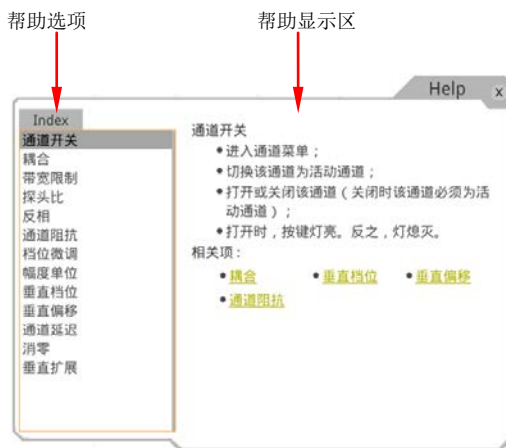 帮助选项
帮助显示区
Help x
Index
通道开关
耦合
带宽限制
探头比
反相
通道阻抗
档位微调
幅度单位
垂直档位
垂直偏移
通道延迟
消零
垂直扩展
通道开关
•进入通道菜单；
•切换该通道为活动通道；
•打开或关闭该通道（关闭时该通道必须为活
动通道）；
•打开时，按键灯亮。反之，灯熄灭。
相关项：
•耦合 •垂直档位 •垂直偏移
•通道阻抗